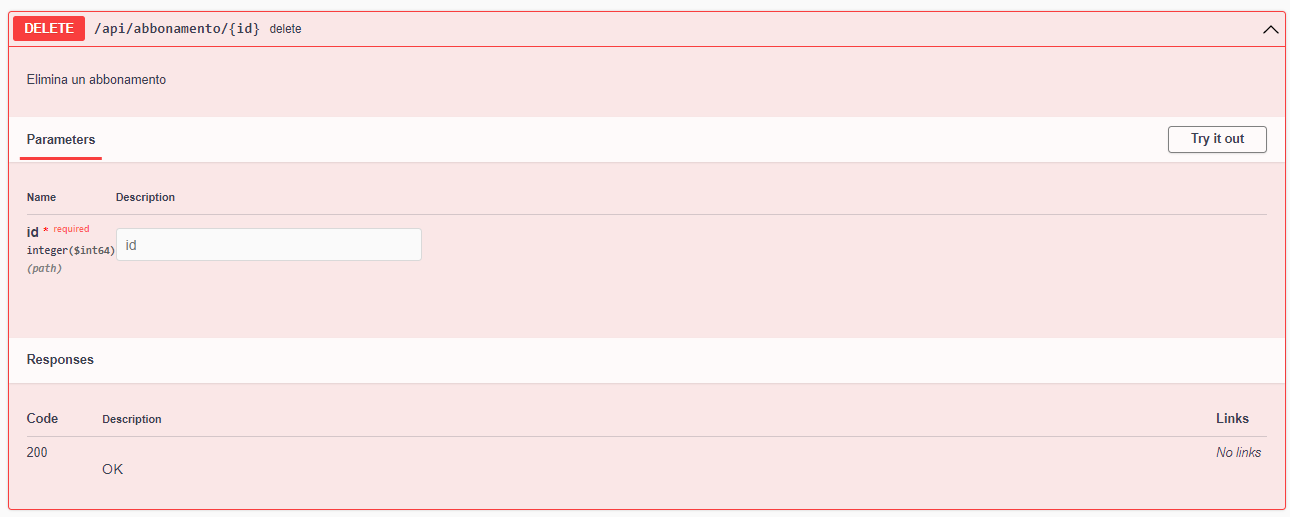 DELETE /api/abbonamento/{id} delete
Elimina un abbonamento
Parameters Try it out
Name Description
id * required
integer($int64) id
(path)
Responses
Code Description Links
200 No links
OK